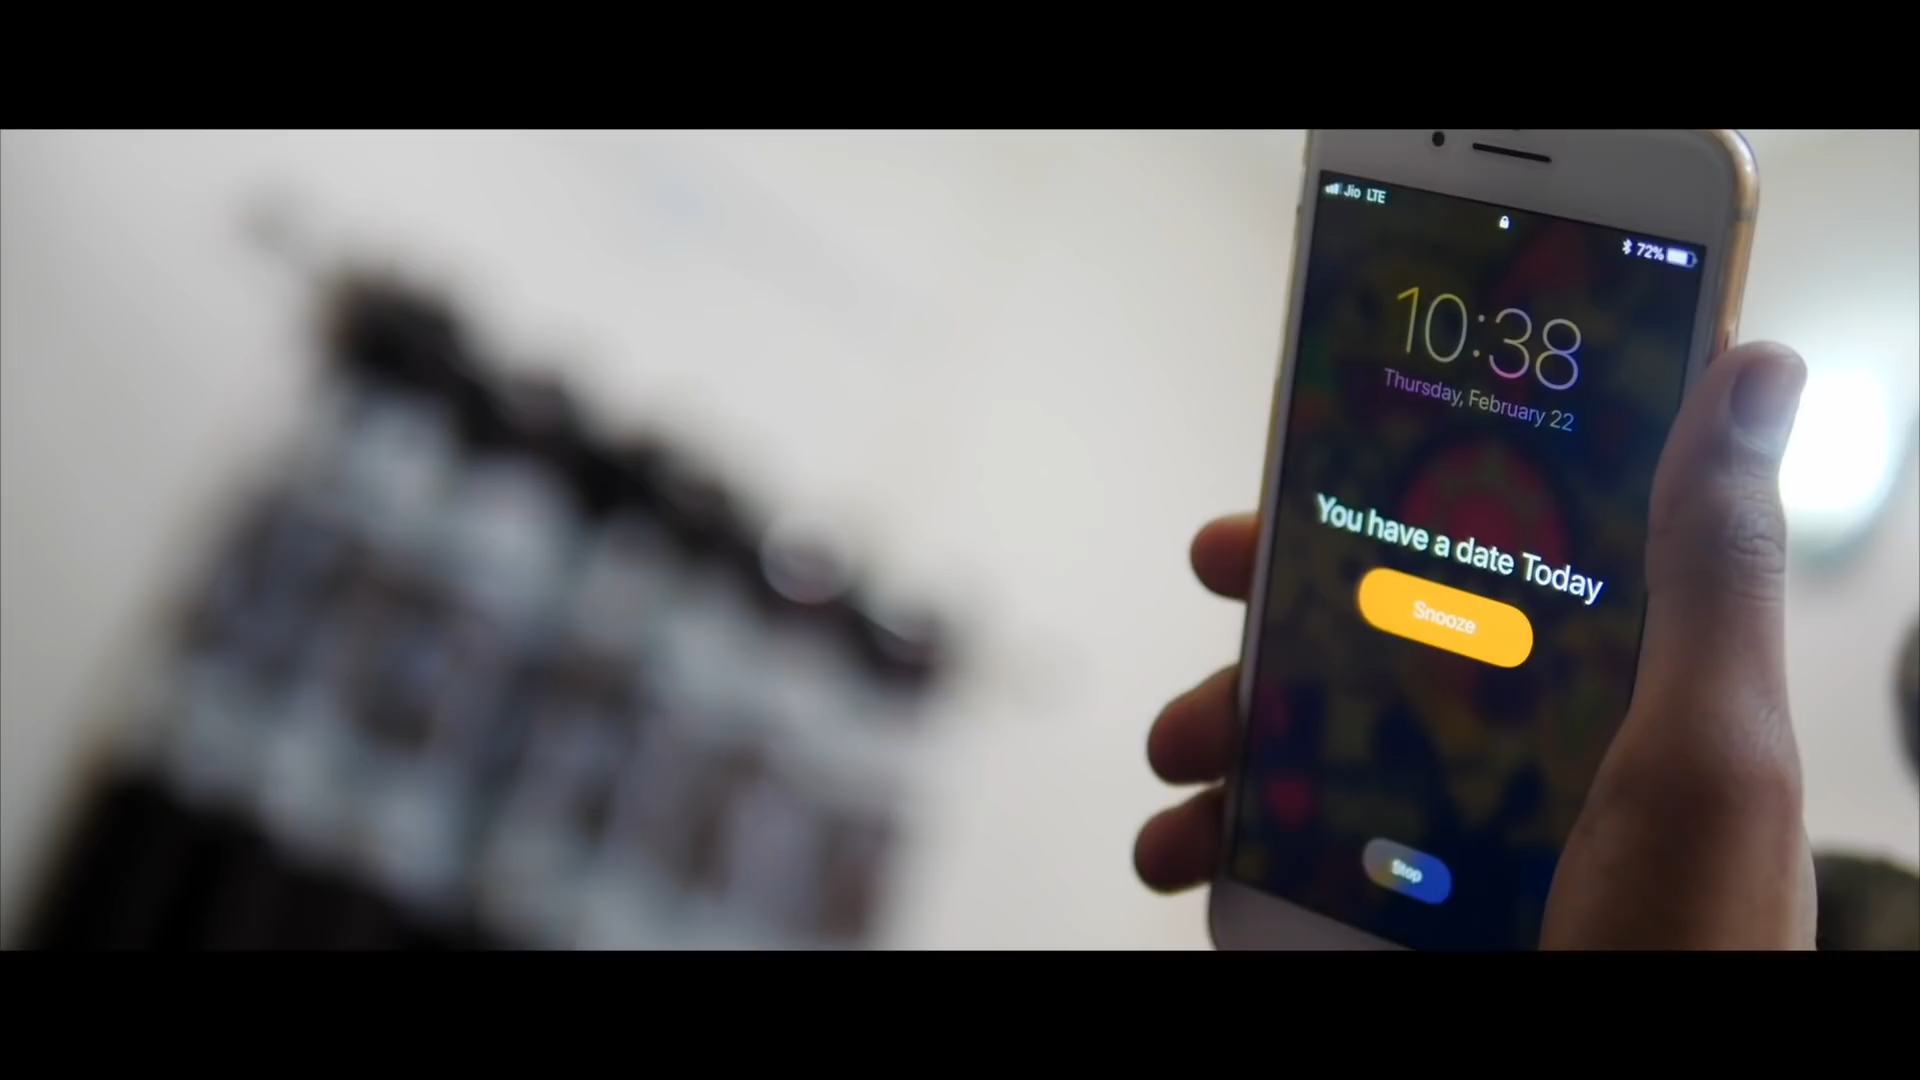 Jio LTE
72%
10:38
Thursday, February 22
You have a date Today
Snooze
Stop